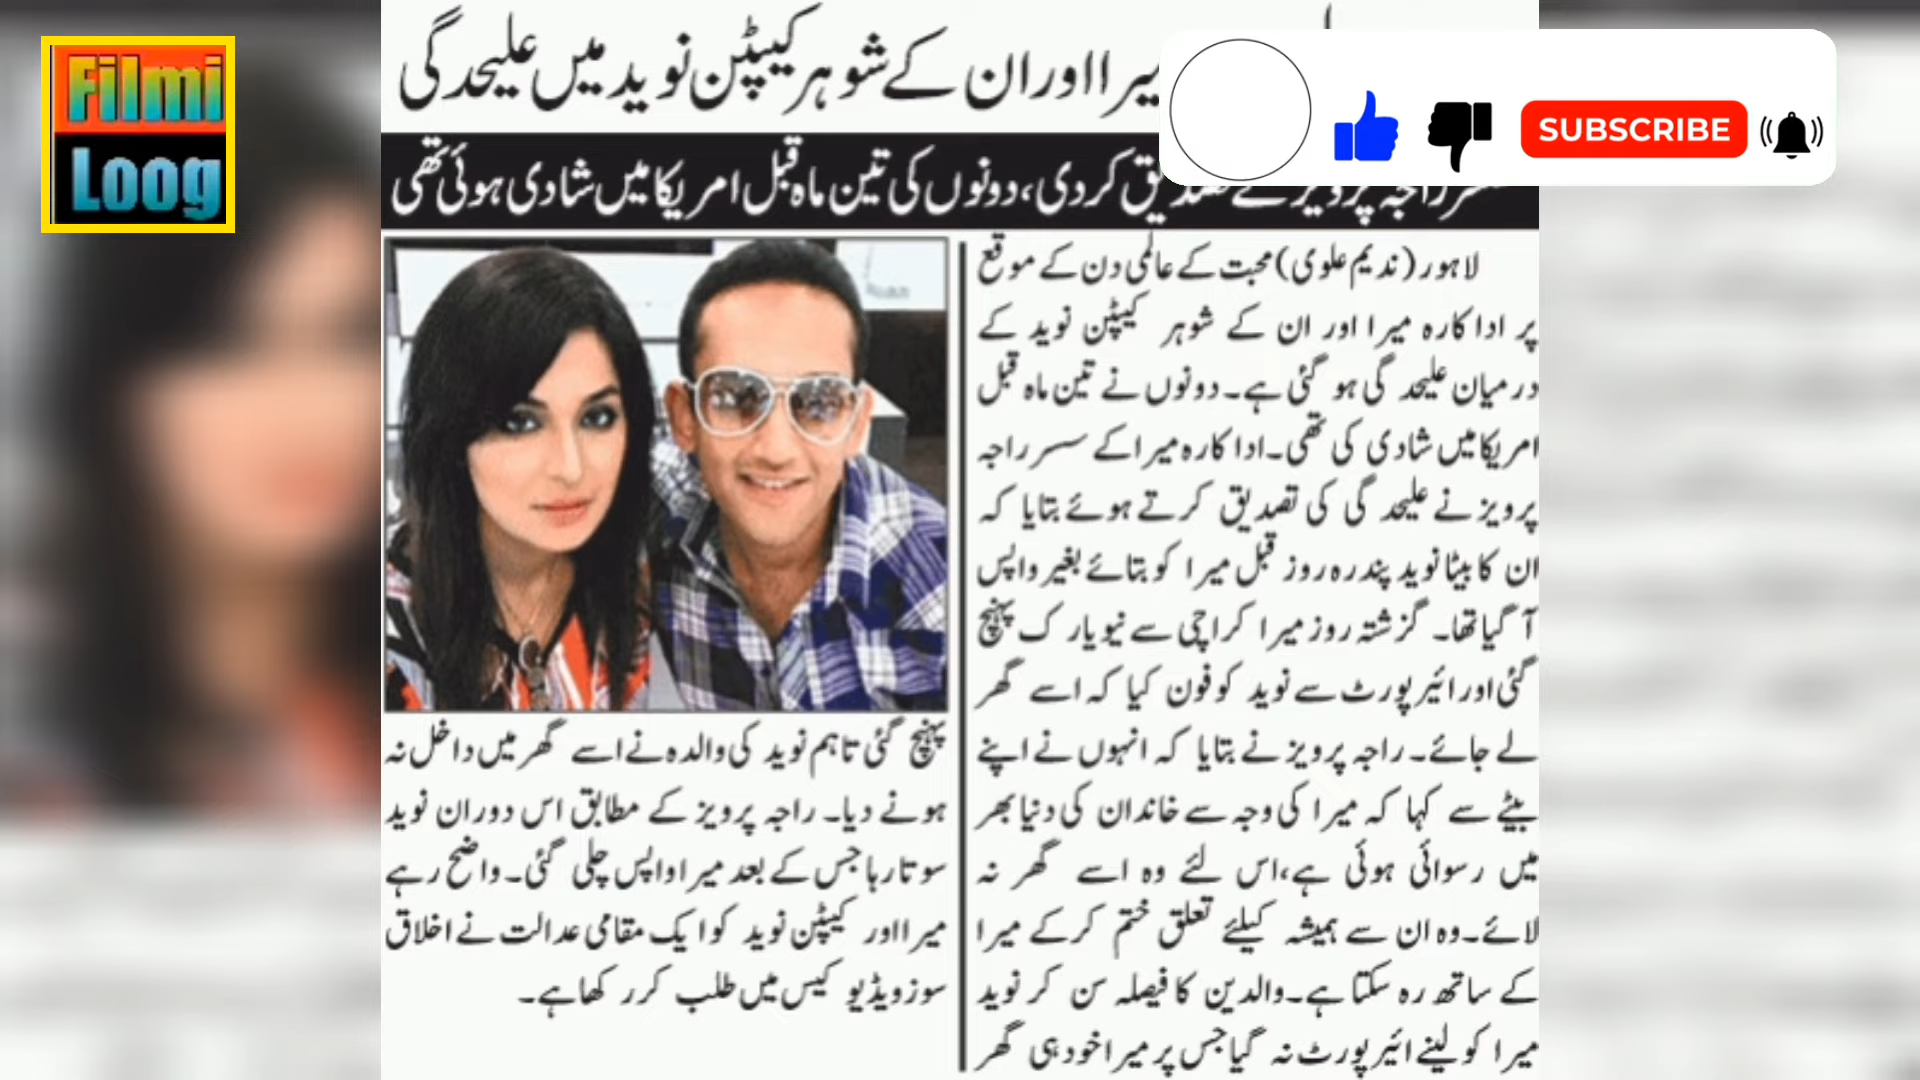 Filmi
Loog
SUBSCRIBE
اور ان کے شوہر کیپٹن نوید میں علیحدگی
تصدیق کردی، دونوں کی تین ماہ قبل امریکا میں شادی ہوئی تھی
لاہور (ندیم علوی) محبت کے عالمی دن کے موقع
پر اداکارہ میرا اور ان کے شوہر کیپٹن نوید کے
درمیان علیحدگی ہو گئی ہے۔ دونوں نے تین ماہ قبل
امریکا میں شادی کی تھی۔ اداکارہ میرا کے سسر راجہ
پرویز نے علیحدگی کی تصدیق کرتے ہوئے بتایا کہ
ان کا بیٹا نوید پندرہ روز قبل میرا کو بتائے بغیر واپس
آ گیا تھا۔ گزشتہ روز میرا کراچی سے نیویارک پہنچ
گئی اور ائیرپورٹ سے نوید کو فون کیا کہ اسے گھر
لے جائے۔ راجہ پرویز نے بتایا کہ انہوں نے اپنے
بیٹے سے کہا کہ میرا کی وجہ سے خاندان کی دنیا بھر
میں رسوائی ہوئی ہے، اس لئے وہ اسے گھر نہ
لائے۔ وہ ان سے ہمیشہ کیلئے تعلق ختم کرکے میرا
کے ساتھ رہ سکتا ہے۔ والدین کا فیصلہ سن کر نوید
میرا کو لینے ائیرپورٹ نہ گیا جس پر میرا خود ہی گھر
پہنچ گئی تاہم نوید کی والدہ نے اسے گھر میں داخل نہ
ہونے دیا۔ راجہ پرویز کے مطابق اس دوران نوید
سوتا رہا جس کے بعد میرا واپس چلی گئی۔ واضح رہے
میرا اور کیپٹن نوید کو ایک مقامی عدالت نے اخلاق
سوز ویڈیو کیس میں طلب کر رکھا ہے۔